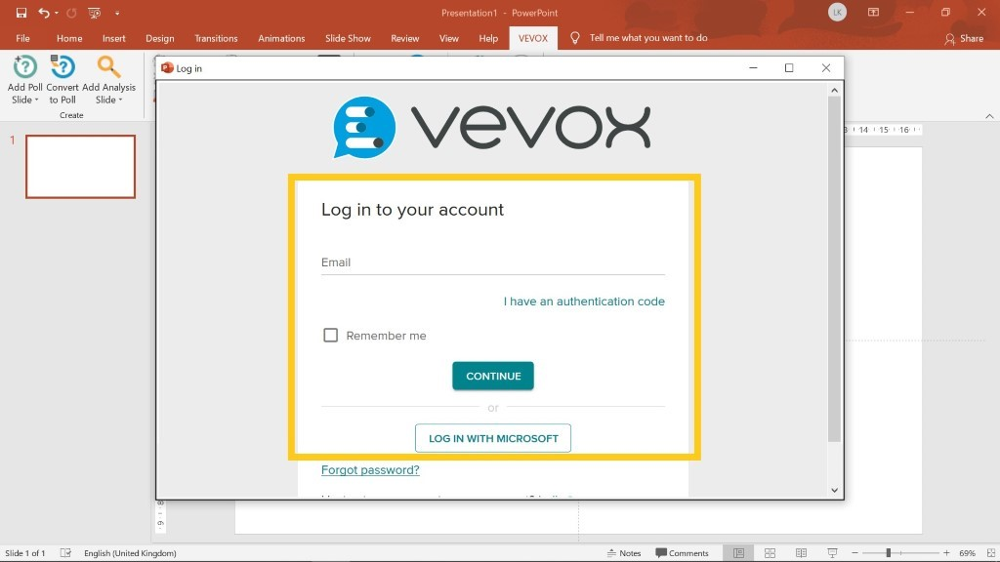 Presentation1 - PowerPoint
LK
File Home Insert Design Transitions Animations Slide Show Review View Help VEVOX Tell me what you want to do Share
Add Poll Slide
Convert to Poll
Add Analysis Slide
Create
Log in
vevox
14 15 16
1
Log in to your account
Email
I have an authentication code
Remember me
CONTINUE
or
LOG IN WITH MICROSOFT
Forgot password?
Slide 1 of 1 English (United Kingdom) Notes Comments 69%